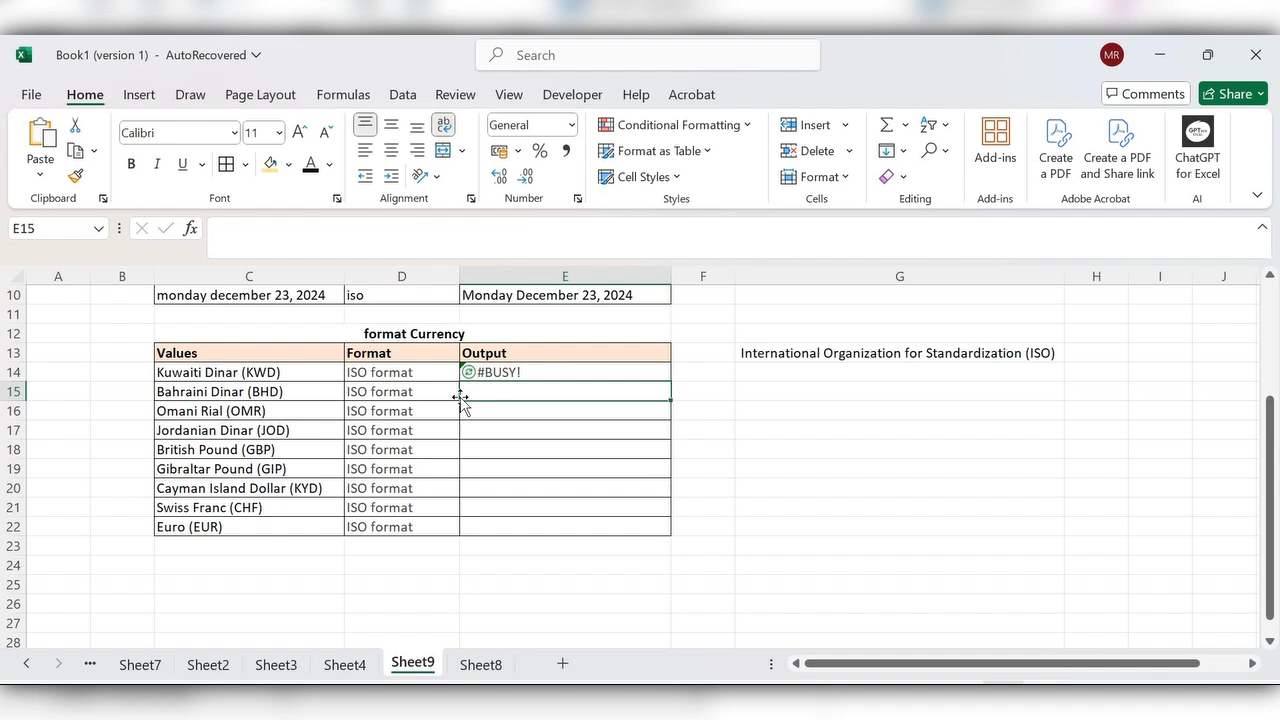 Book1 (version 1) - AutoRecovered
Search
MR
File Home Insert Draw Page Layout Formulas Data Review View Developer Help Acrobat
Comments Share
Paste
Calibri 11
B I U A
ab
General
% ,
Conditional Formatting
Format as Table
Cell Styles
Insert
Delete
Format
Add-ins
Create a PDF
Create a PDF and Share link
ChatGPT for Excel
Clipboard Font Alignment Number Styles Cells Editing Add-ins Adobe Acrobat AI
E15 fx
A B C D E F G H I J
10 monday december 23, 2024 iso Monday December 23, 2024
11
12 format Currency
13 Values Format Output International Organization for Standardization (ISO)
14 Kuwaiti Dinar (KWD) ISO format #BUSY!
15 Bahraini Dinar (BHD) ISO format
16 Omani Rial (OMR) ISO format
17 Jordanian Dinar (JOD) ISO format
18 British Pound (GBP) ISO format
19 Gibraltar Pound (GIP) ISO format
20 Cayman Island Dollar (KYD) ISO format
21 Swiss Franc (CHF) ISO format
22 Euro (EUR) ISO format
23
24
25
26
27
28
Sheet7 Sheet2 Sheet3 Sheet4 Sheet9 Sheet8